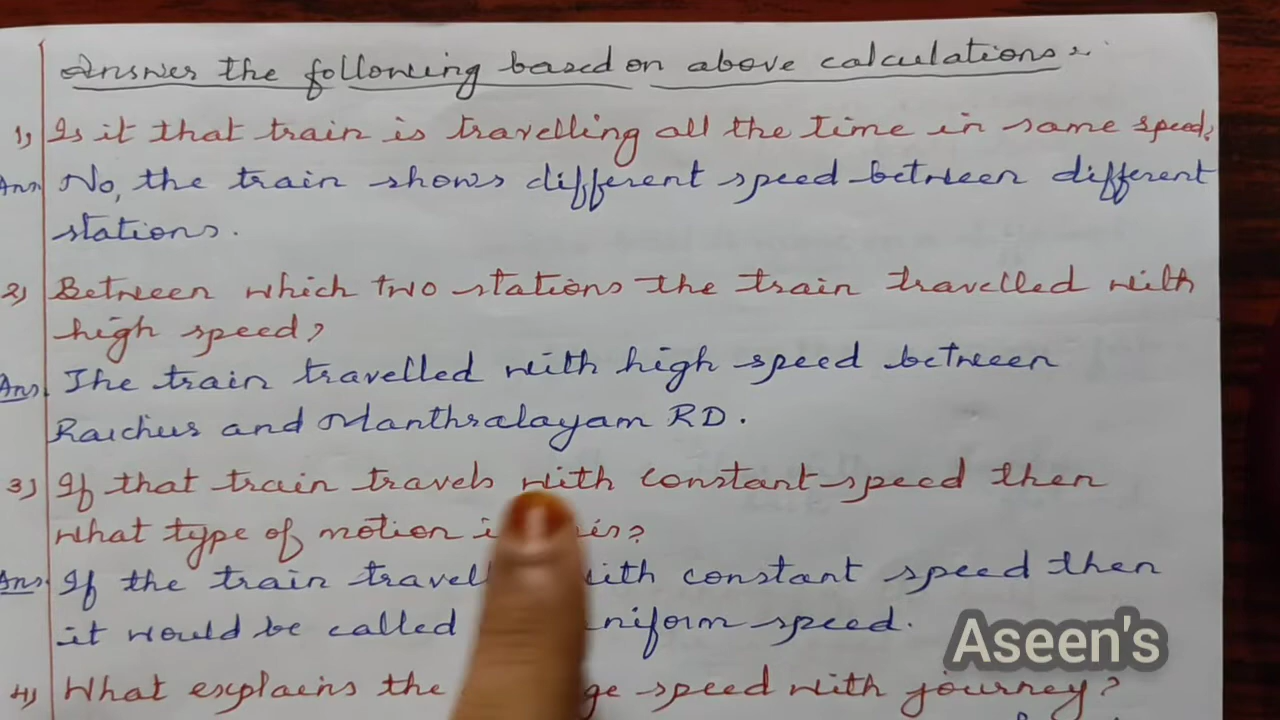 Answer the following based on above calculations:
1) Is it that train is travelling all the time in same speed?
Ans. No, the train shows different speed between different
stations.
2) Between which two stations the train travelled with
high speed?
Ans. The train travelled with high speed between
Raichur and Manthralayam RD.
3) If that train travels with constant speed then
what type of motion is?
Ans. If the train with constant speed then
it would be called speed.
4) What explains the speed with journey?
Aseen's